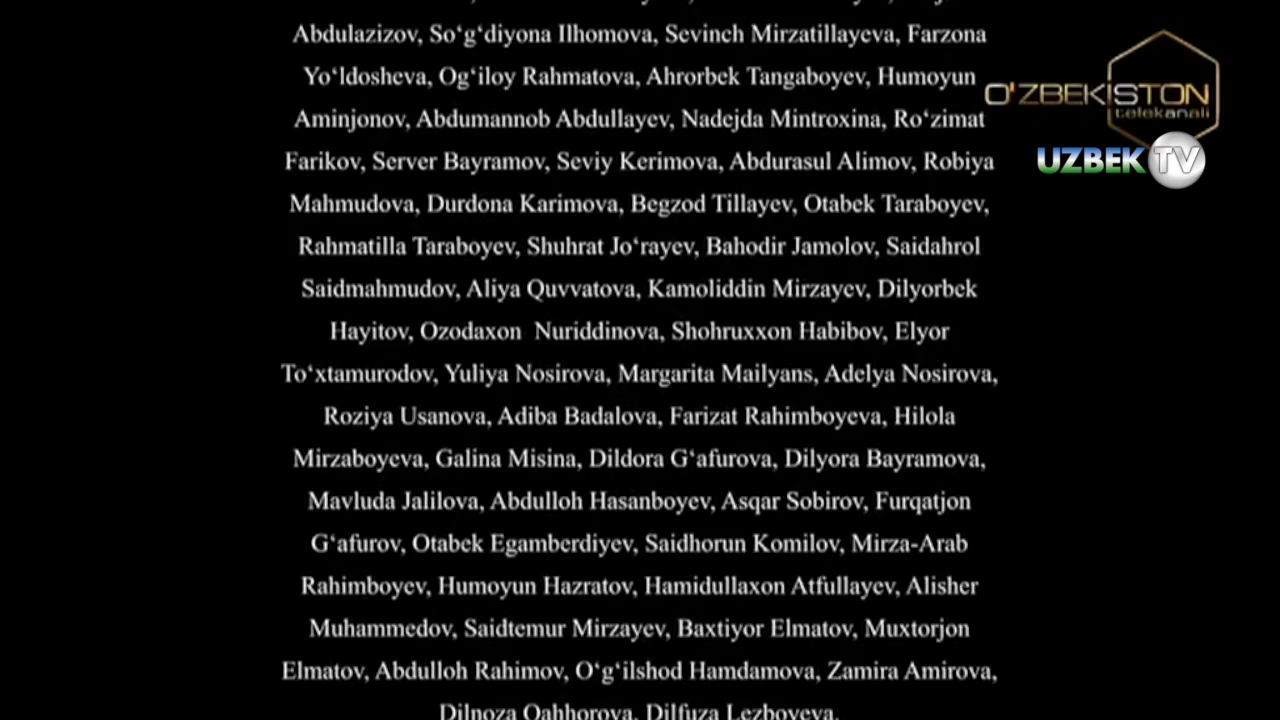 Abdulazizov, So‘g‘diyona Ilhomova, Sevinch Mirzatillayeva, Farzona
Yo‘ldosheva, Og‘iloy Rahmatova, Ahrorbek Tangaboyev, Humoyun
Aminjonov, Abdumannob Abdullayev, Nadejda Mintroxina, Ro‘zimat
Farikov, Server Bayramov, Seviy Kerimova, Abdurasul Alimov, Robiya
Mahmudova, Durdona Karimova, Begzod Tillayev, Otabek Taraboyev,
Rahmatilla Taraboyev, Shuhrat Jo‘rayev, Bahodir Jamolov, Saidahrol
Saidmahmudov, Aliya Quvvatova, Kamoliddin Mirzayev, Dilyorbek
Hayitov, Ozodaxon Nuriddinova, Shohruxxon Habibov, Elyor
To‘xtamurodov, Yuliya Nosirova, Margarita Mailyans, Adelya Nosirova,
Roziya Usanova, Adiba Badalova, Farizat Rahimboyeva, Hilola
Mirzaboyeva, Galina Misina, Dildora G‘afurova, Dilyora Bayramova,
Mavluda Jalilova, Abdulloh Hasanboyev, Asqar Sobirov, Furqatjon
G‘afurov, Otabek Egamberdiyev, Saidhorun Komilov, Mirza-Arab
Rahimboyev, Humoyun Hazratov, Hamidullaxon Atfullayev, Alisher
Muhammedov, Saidtemur Mirzayev, Baxtiyor Elmatov, Muxtorjon
Elmatov, Abdulloh Rahimov, O‘g‘ilshod Hamdamova, Zamira Amirova,
Dilnoza Qahhorova, Dilfuza Lezboyeva,
O'ZBEKISTON
telekanali
UZBEK TV